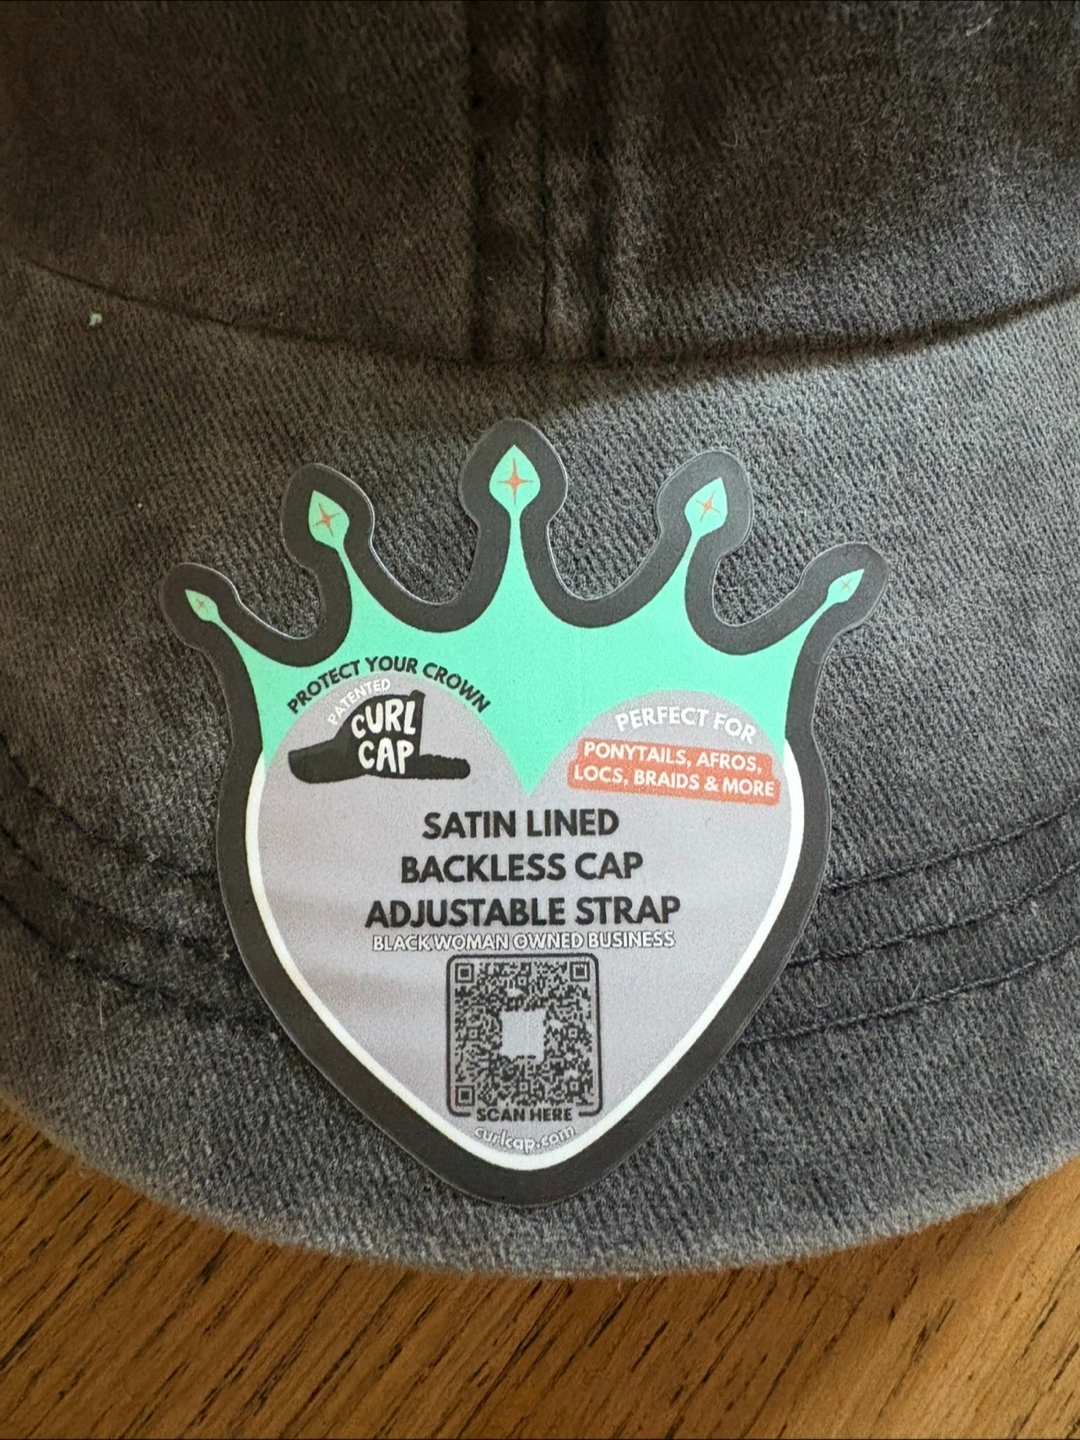 PROTECT YOUR CROWN
PATENTED
CURL
CAP
PERFECT FOR
PONYTAILS, AFROS,
LOCS, BRAIDS & MORE
SATIN LINED
BACKLESS CAP
ADJUSTABLE STRAP
BLACK WOMAN OWNED BUSINESS
SCAN HERE
curlcap.com